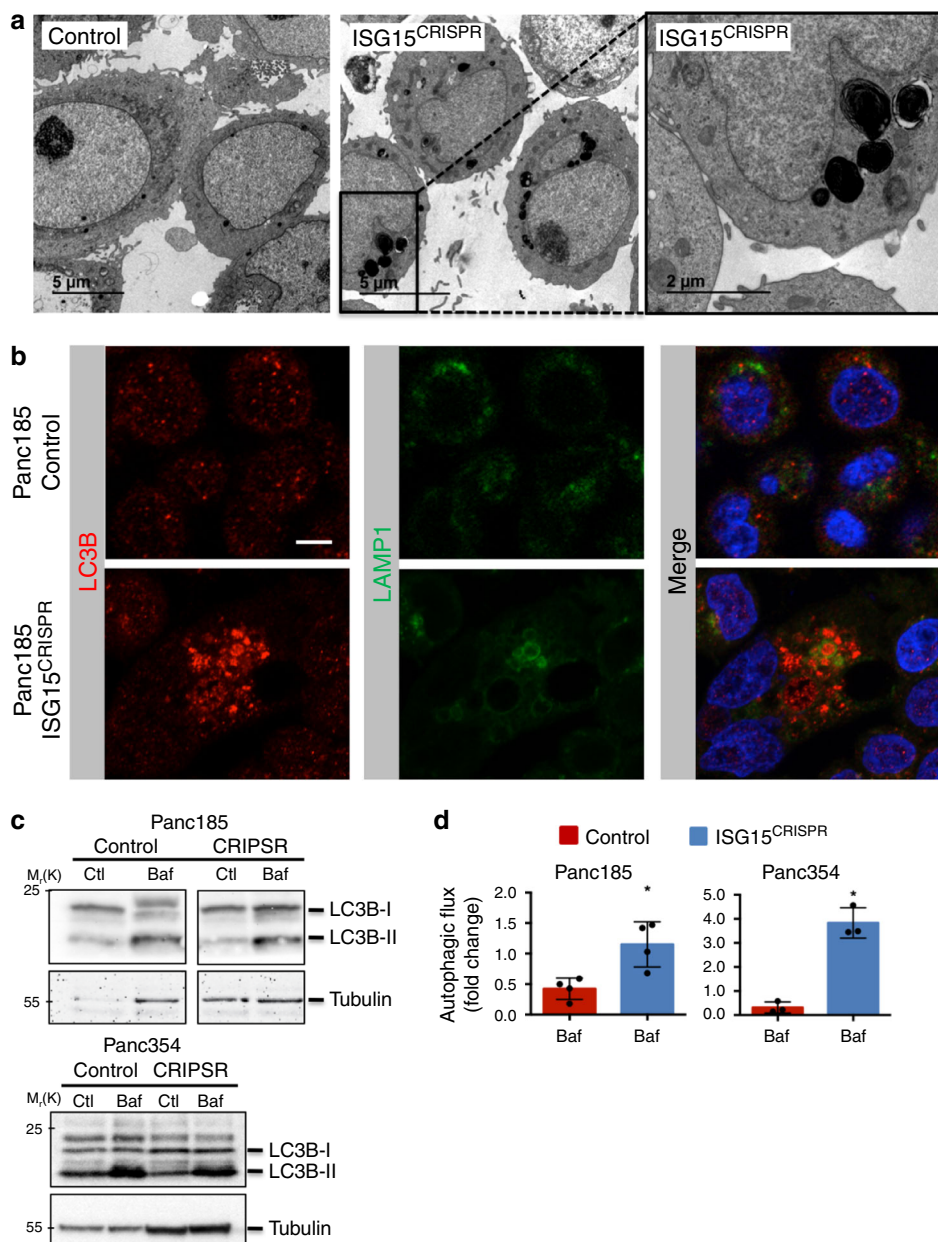 a
Control
ISG15CRISPR
ISG15CRISPR
5 µm
5 µm
2 µm
b
Panc185
Control
LC3B
LAMP1
Merge
Panc185
ISG15CRISPR
c
Panc185
Control CRIPSR
Mr(K) Ctl Baf Ctl Baf
25
LC3B-I
LC3B-II
55
Tubulin
Panc354
Control CRIPSR
Mr(K) Ctl Baf Ctl Baf
25
LC3B-I
LC3B-II
55
Tubulin
d
Control ISG15CRISPR
Panc185
Autophagic flux
(fold change)
2.0
*
1.5
1.0
0.5
0.0
Baf Baf
Panc354
5.0
*
4.0
3.0
2.0
1.0
0.0
Baf Baf